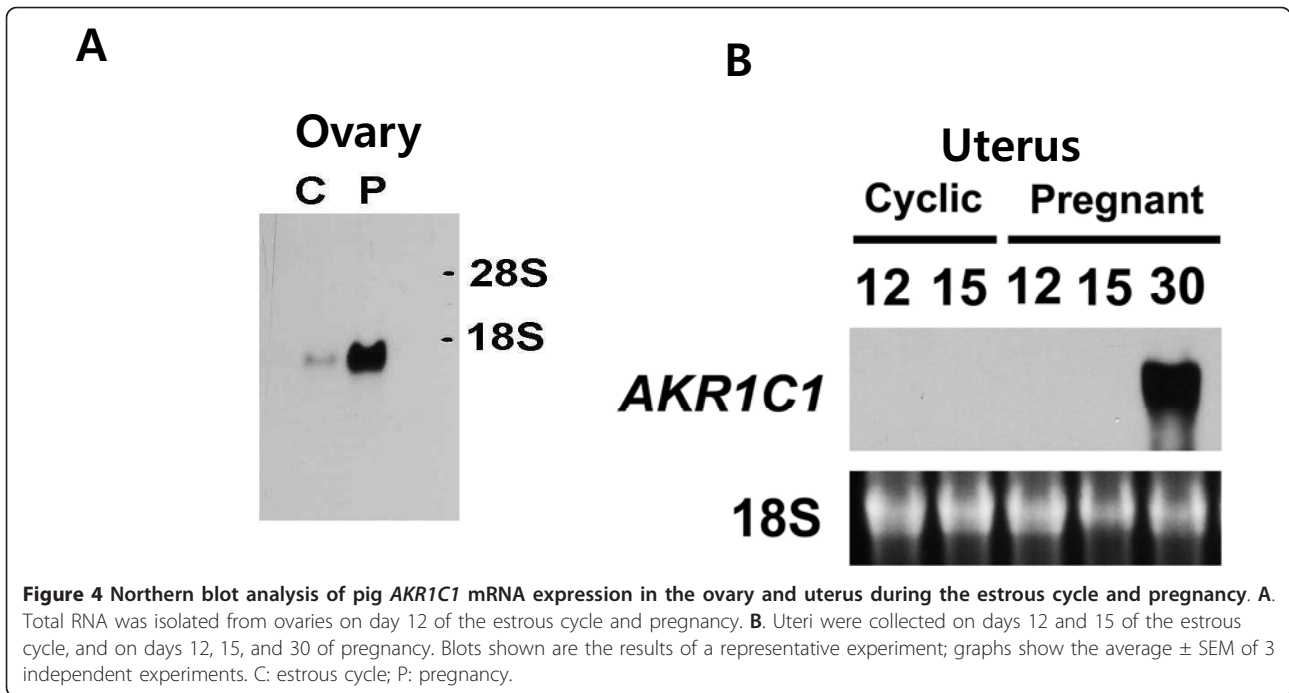 A
Ovary
C P
- 28S
- 18S
B
Uterus
Cyclic Pregnant
12 15 12 15 30
AKR1C1
18S
Figure 4 Northern blot analysis of pig AKR1C1 mRNA expression in the ovary and uterus during the estrous cycle and pregnancy. A.
Total RNA was isolated from ovaries on day 12 of the estrous cycle and pregnancy. B. Uteri were collected on days 12 and 15 of the estrous
cycle, and on days 12, 15, and 30 of pregnancy. Blots shown are the results of a representative experiment; graphs show the average ± SEM of 3
independent experiments. C: estrous cycle; P: pregnancy.